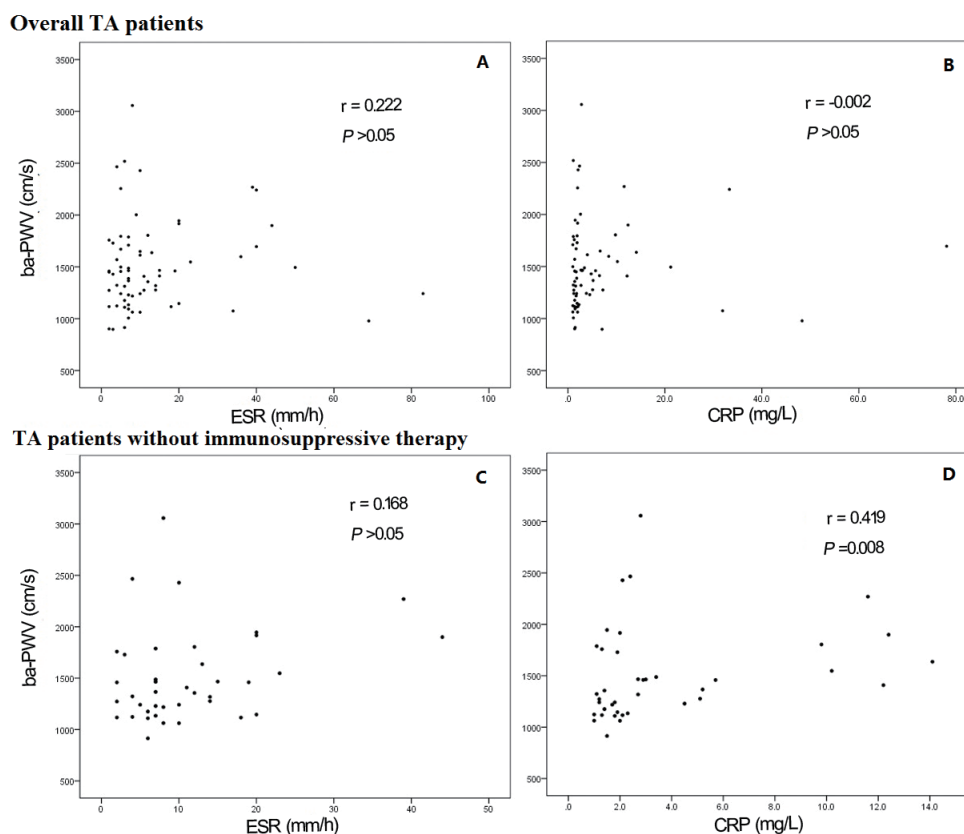 Overall TA patients
A
r = 0.222
P >0.05
ba-PWV (cm/s)
3500
3000
2500
2000
1500
1000
500
0
20
40
60
80
100
ESR (mm/h)
B
r = -0.002
P >0.05
3500
3000
2500
2000
1500
1000
500
.0
20.0
40.0
60.0
80.0
CRP (mg/L)
TA patients without immunosuppressive therapy
C
r = 0.168
P >0.05
ba-PWV (cm/s)
3500
3000
2500
2000
1500
1000
500
0
10
20
30
40
50
ESR (mm/h)
D
r = 0.419
P =0.008
3500
3000
2500
2000
1500
1000
500
.0
2.0
4.0
6.0
8.0
10.0
12.0
14.0
CRP (mg/L)